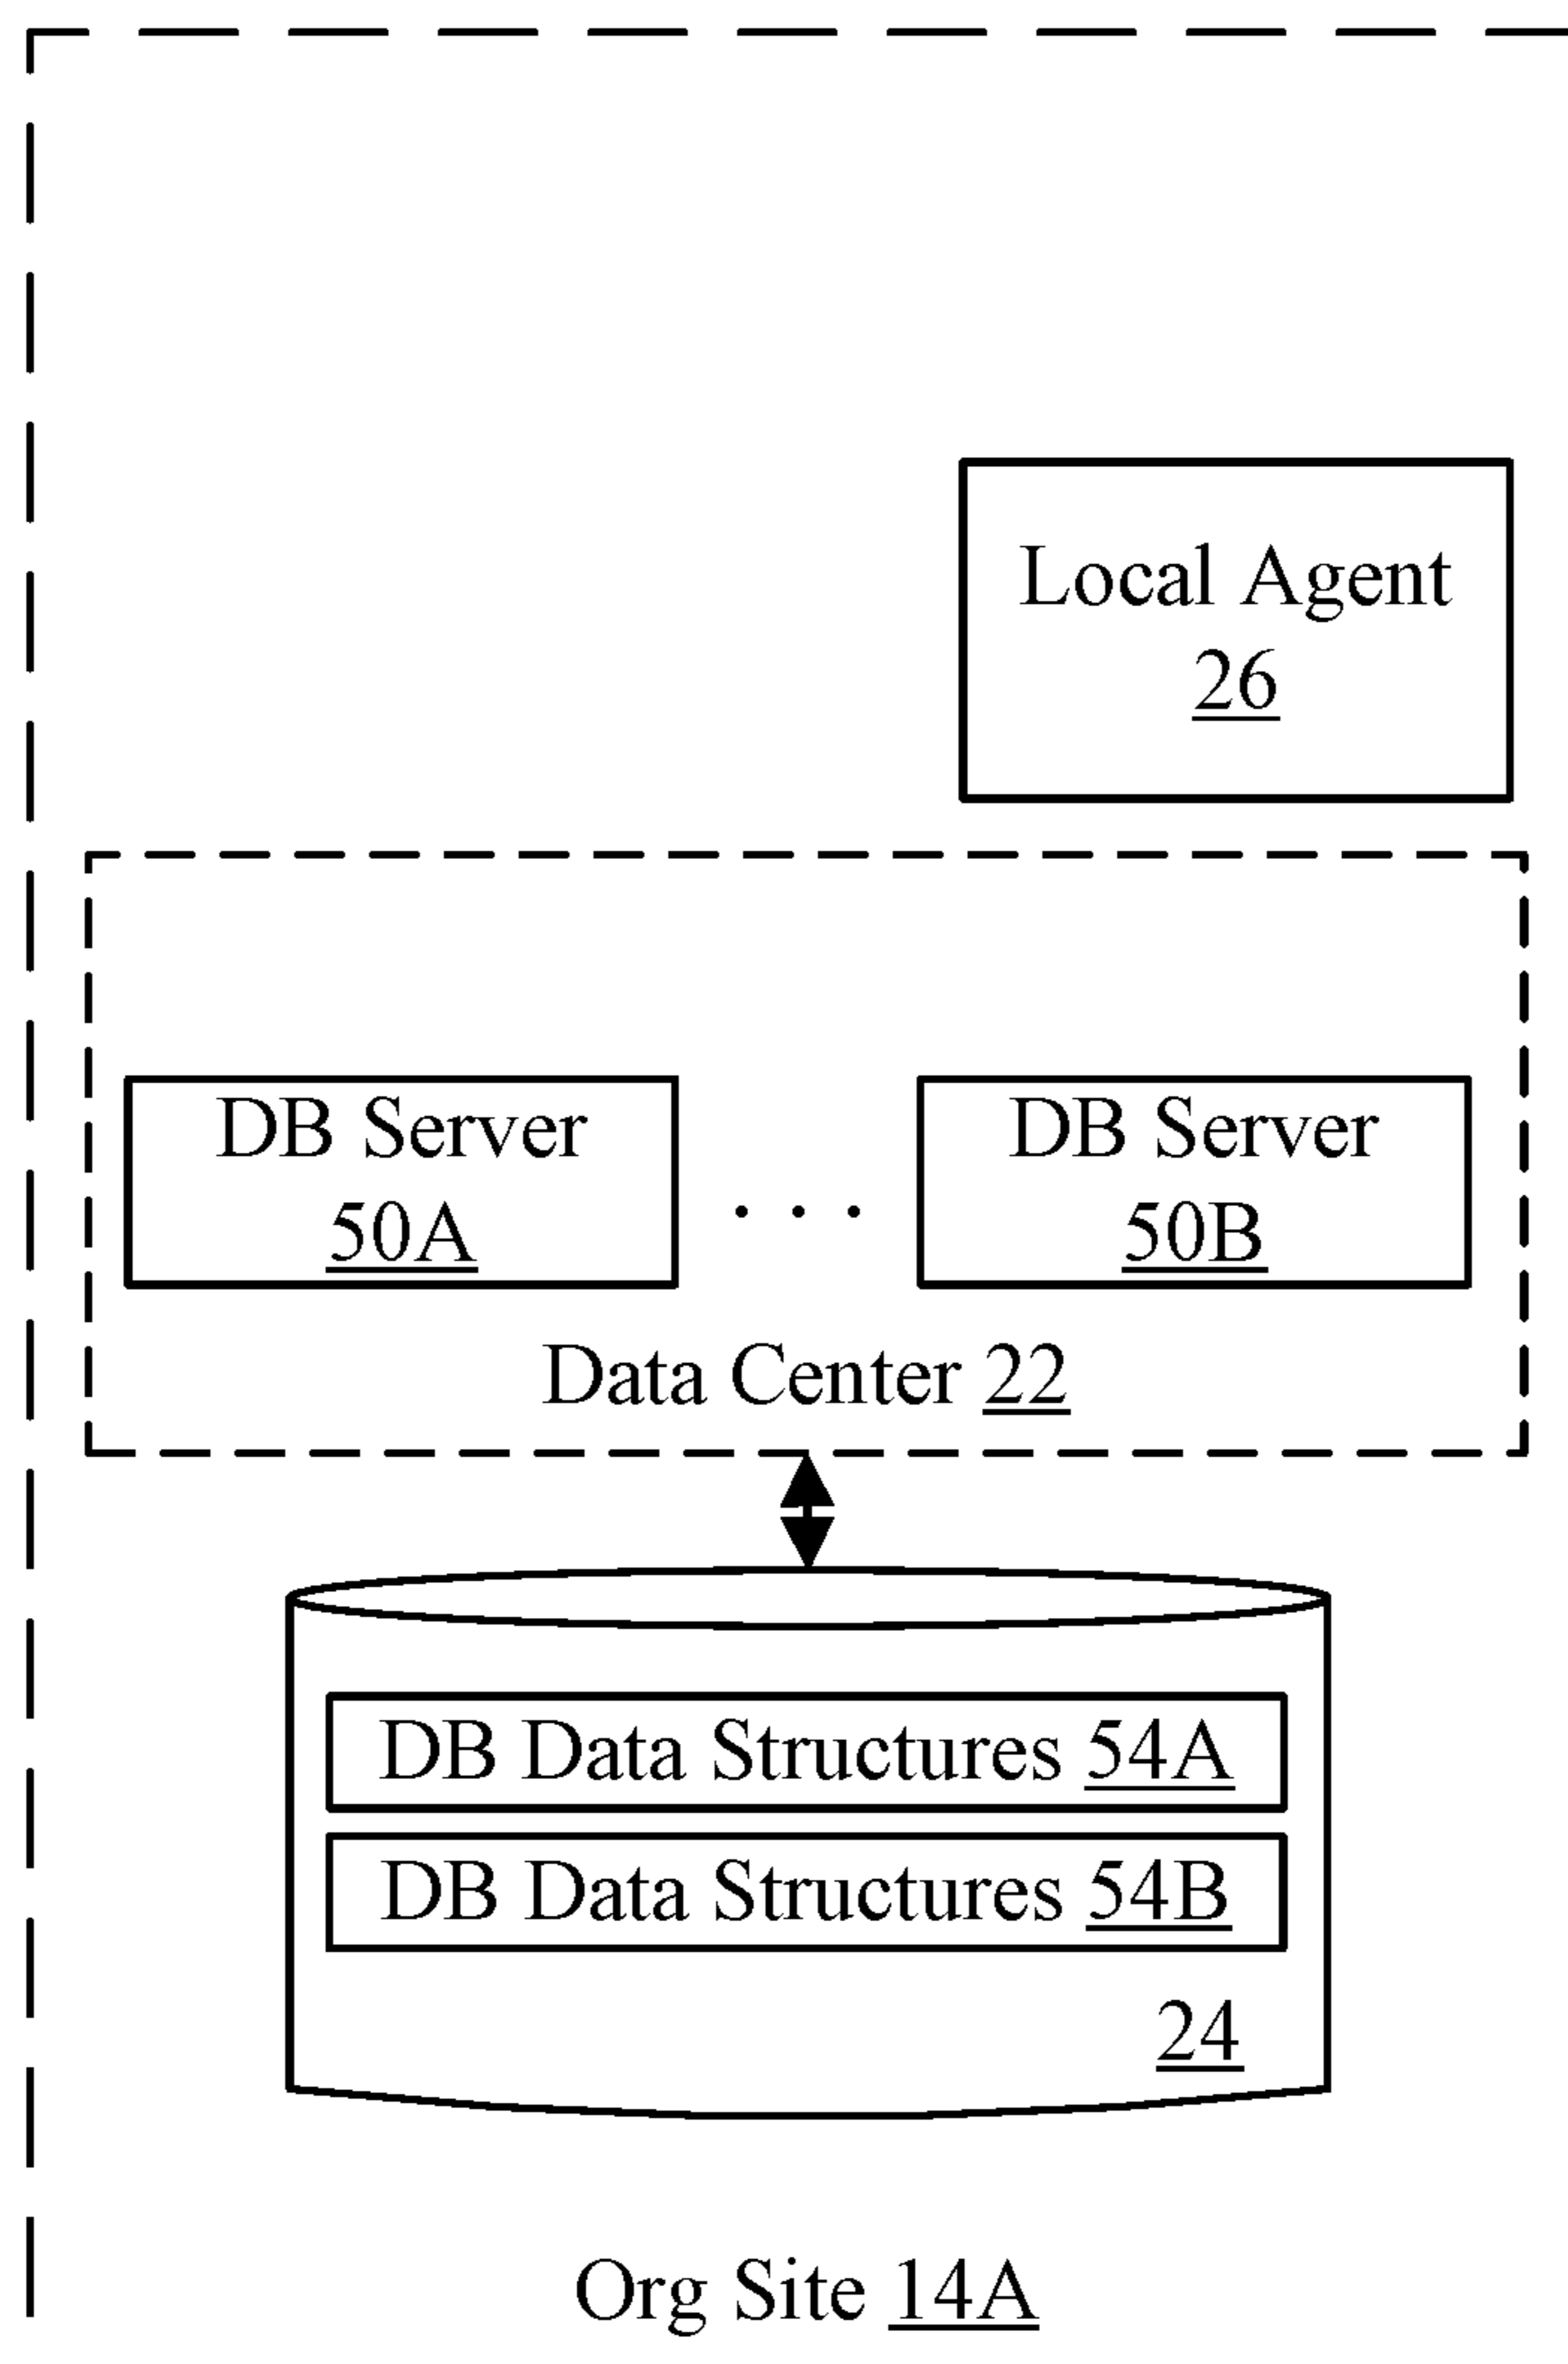 Local Agent
26
DB Server
50A
. . .
DB Server
50B
Data Center 22
DB Data Structures 54A
DB Data Structures 54B
24
Org Site 14A